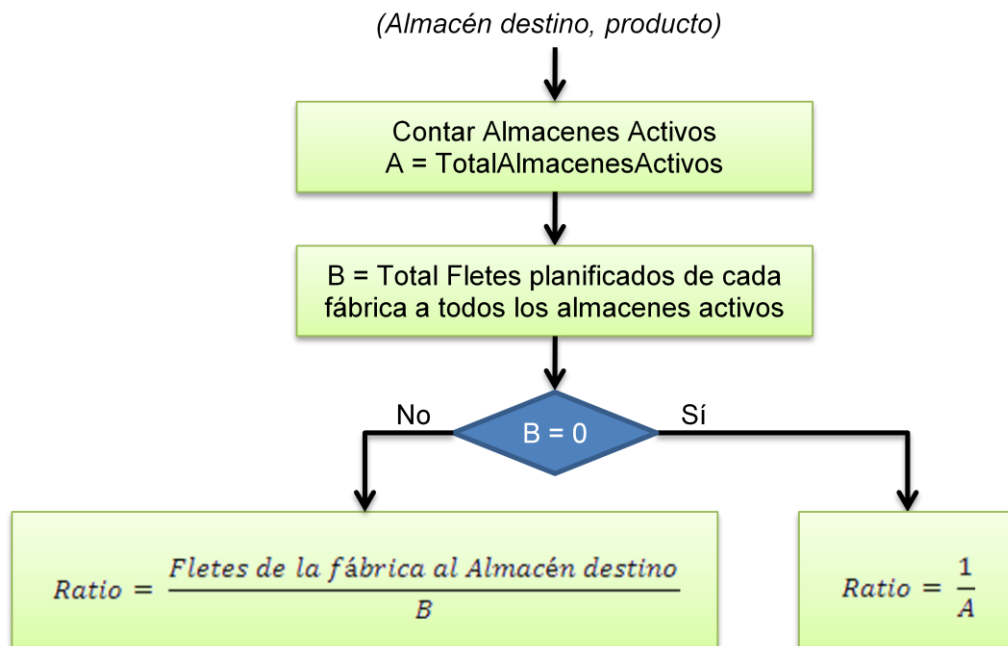 (Almacén destino, producto)
Contar Almacenes Activos
A = TotalAlmacenesActivos
B = Total Fletes planificados de cada
fábrica a todos los almacenes activos
No
B = 0
Sí
Ratio = Fletes de la fábrica al Almacén destino / B
Ratio = 1 / A